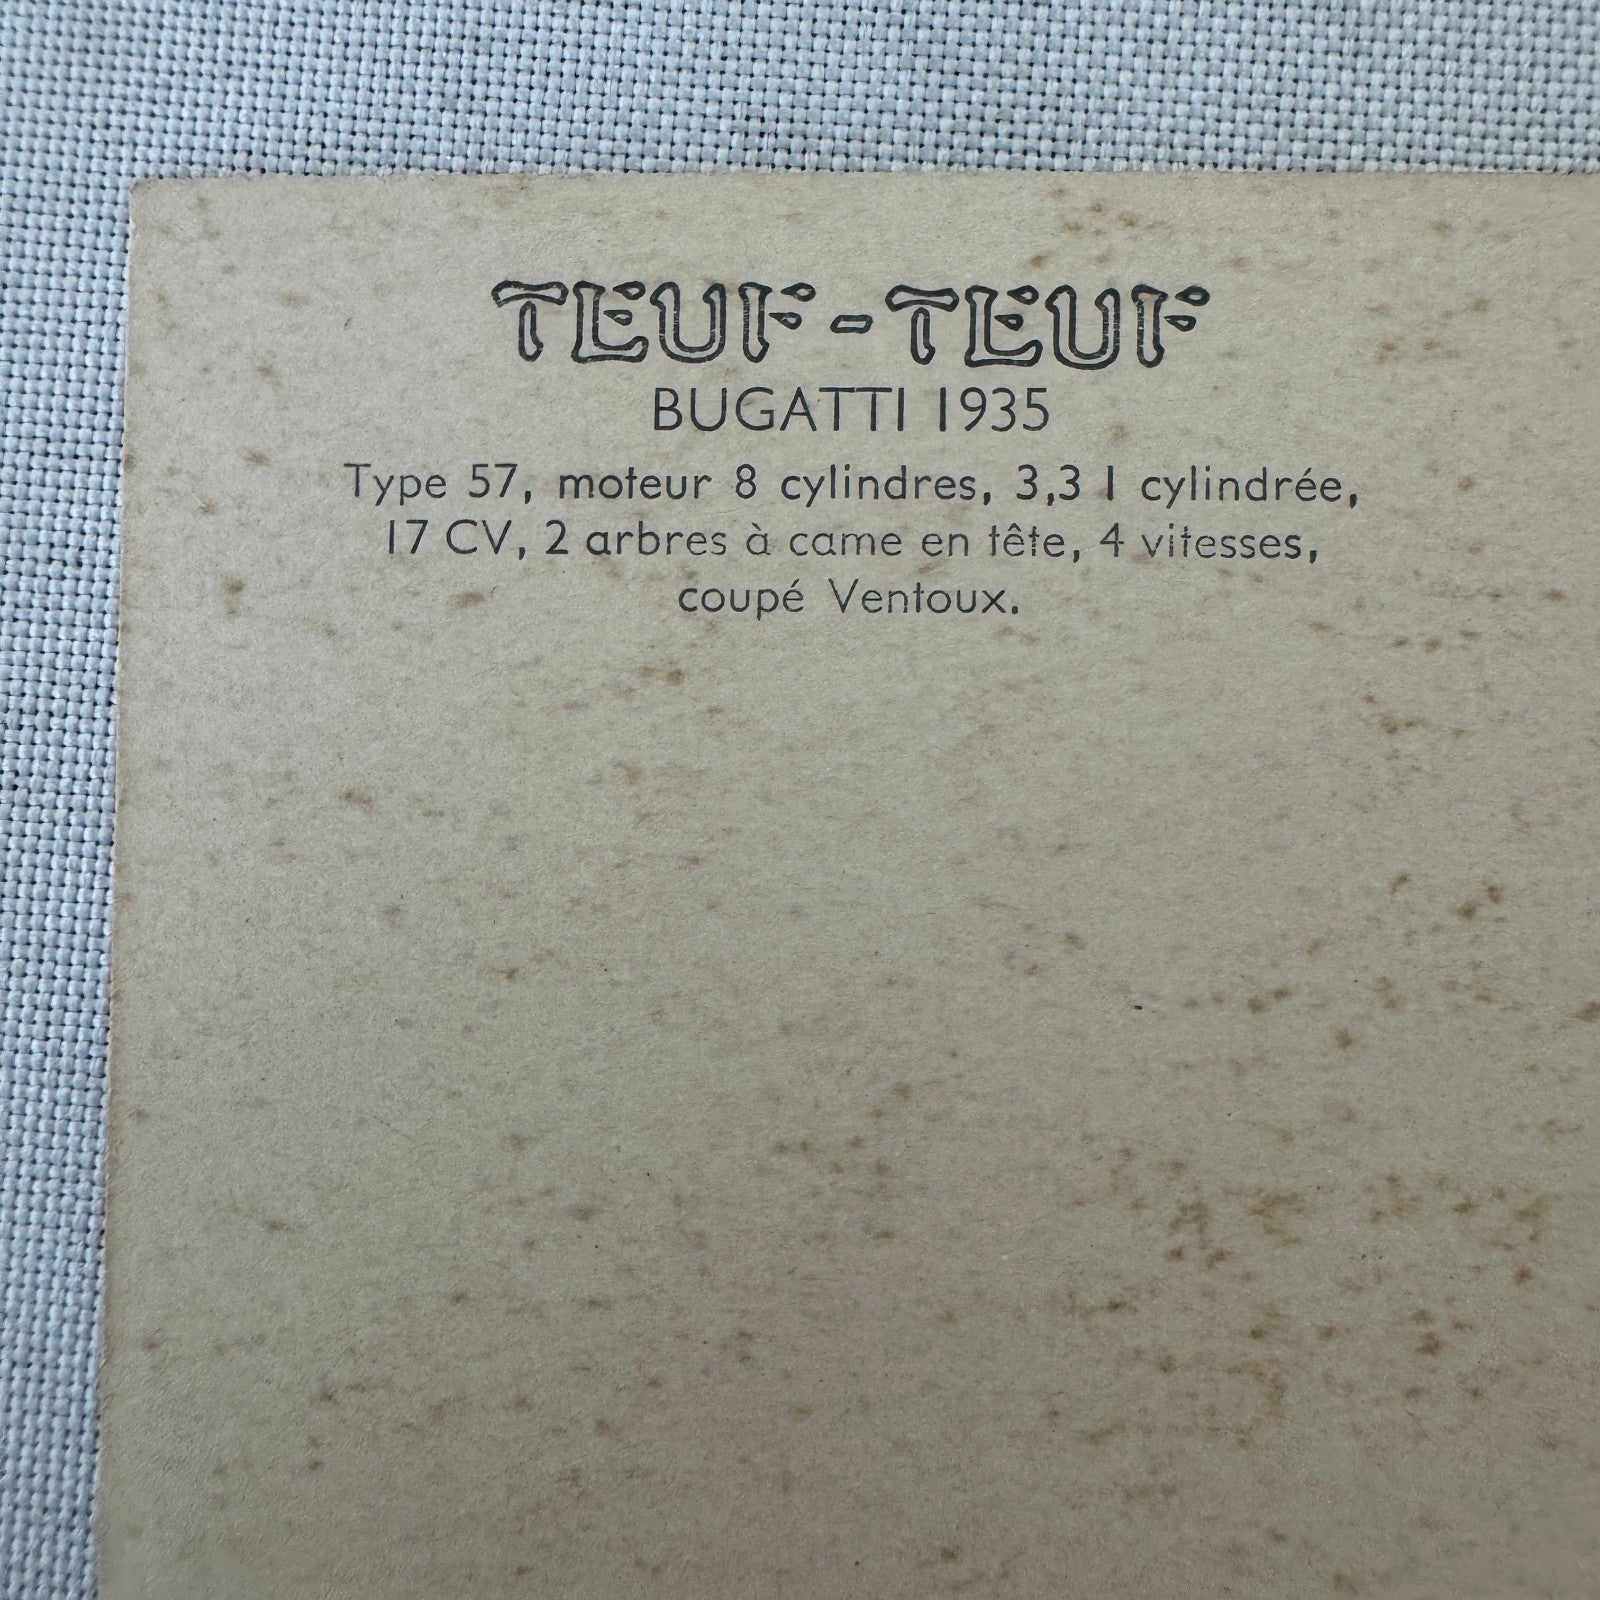 TEUF-TEUF
BUGATTI 1935
Type 57, moteur 8 cylindres, 3,3 l cylindrée,
17 CV, 2 arbres à came en tête, 4 vitesses,
coupé Ventoux.